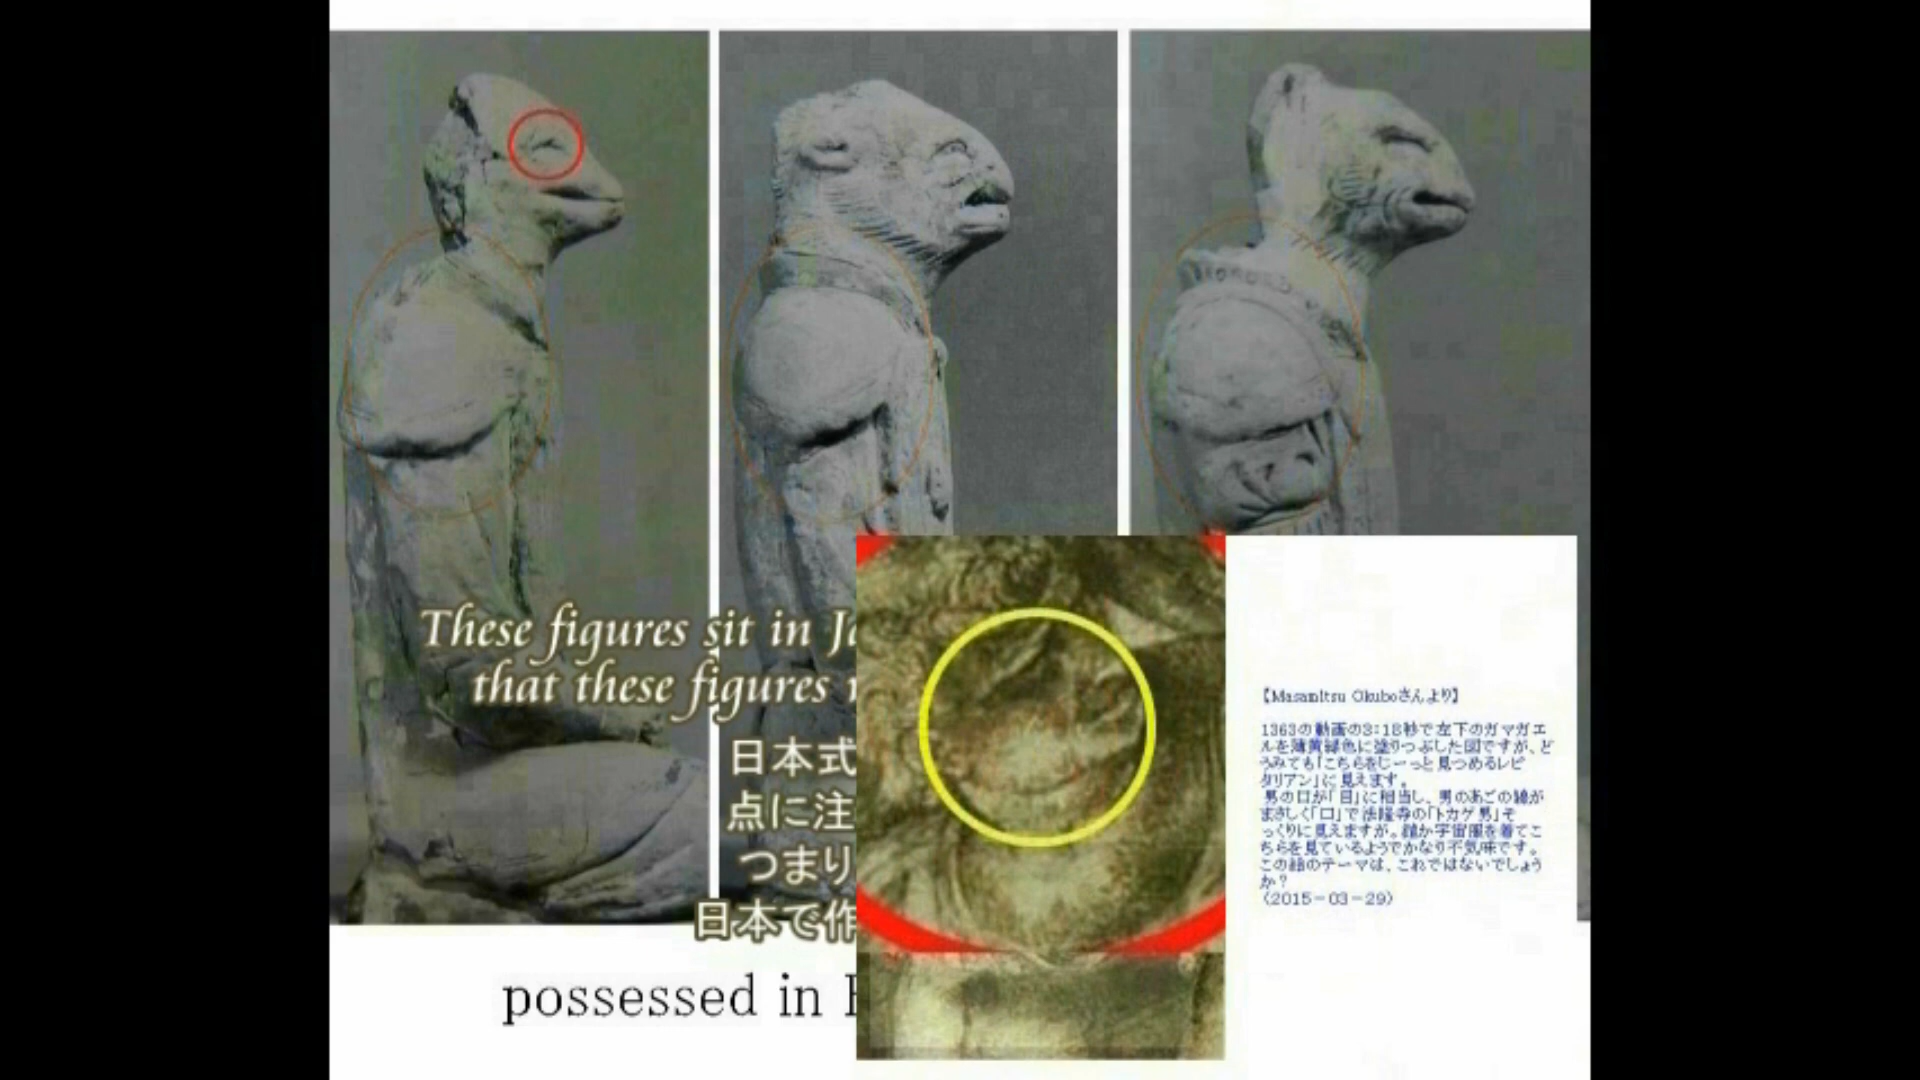 These figures sit in Ja
that these figures
日本式
点に注
つまり
日本で作
possessed in
【Masamitsu Okuboさんより】
1363の動画の3:18秒で左下のガマガエ
ルを薄黄緑色に塗りつぶした図ですが、ど
うみても「こちらをじーっと見つめるレピ
タリアン」に見えます。
男の口が「目」に相当し、男のあごの線が
まさしく「口」で法隆寺の「トカゲ男」そ
っくりに見えますが。誰か宇宙服を着てこ
ちらを見ているようでかなり不気味です。
この絵のテーマは、これではないでしょう
か?
(2015-03-29)